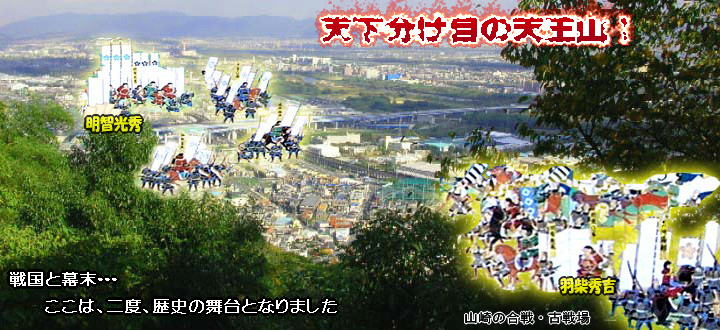 天下分け目の天王山!
明智光秀
羽柴秀吉
戦国と幕末…
ここは、二度、歴史の舞台となりました
山崎の合戦・古戦場